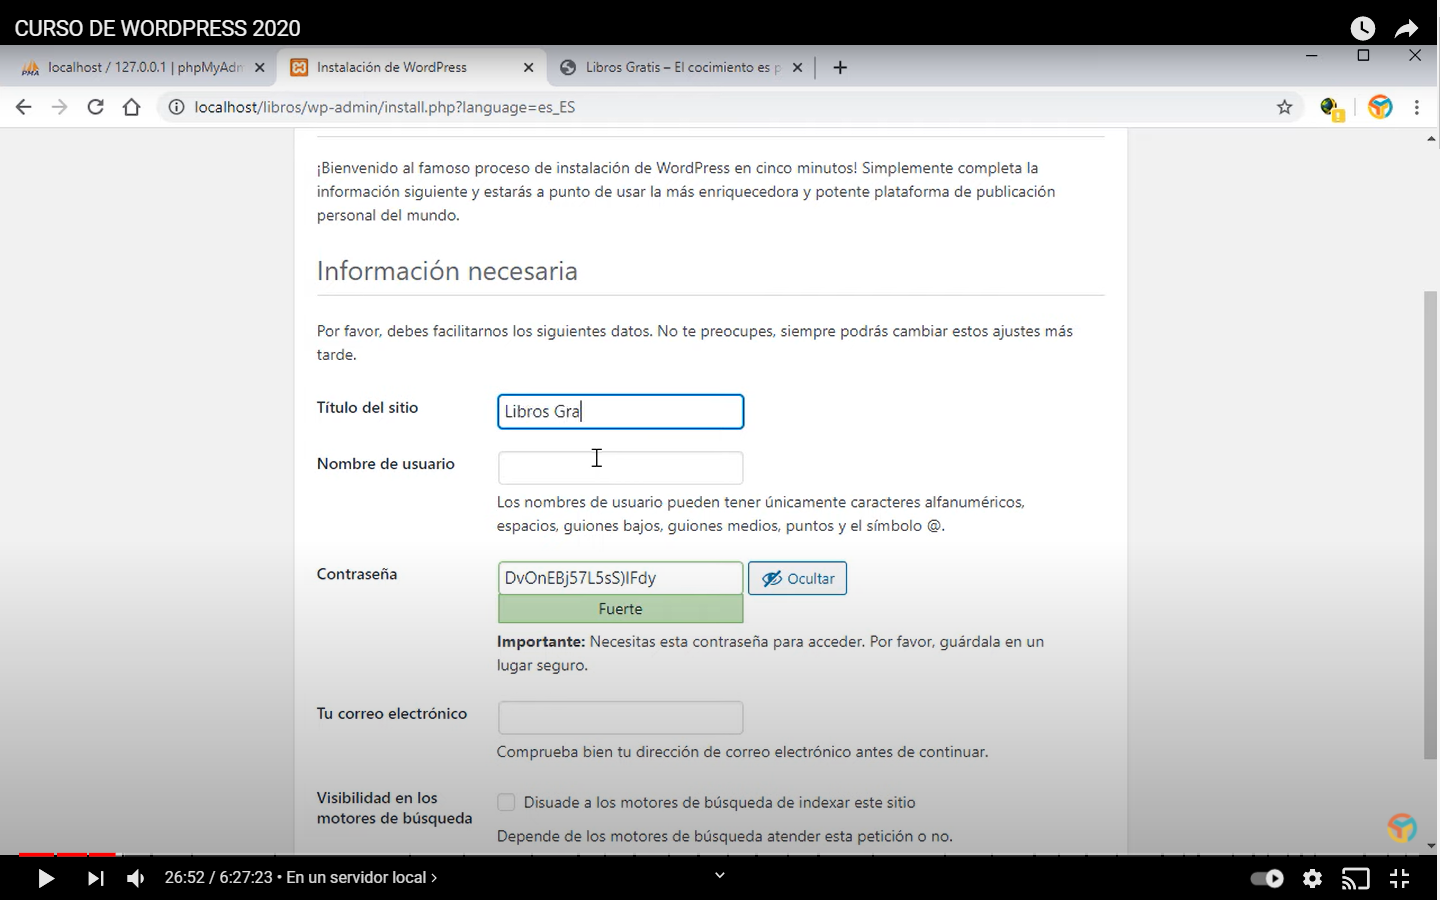 CURSO DE WORDPRESS 2020
localhost / 127.0.0.1 | phpMyAdm
Instalación de WordPress
Libros Gratis – El cocimiento es p
localhost/libros/wp-admin/install.php?language=es_ES
¡Bienvenido al famoso proceso de instalación de WordPress en cinco minutos! Simplemente completa la
información siguiente y estarás a punto de usar la más enriquecedora y potente plataforma de publicación
personal del mundo.
Información necesaria
Por favor, debes facilitarnos los siguientes datos. No te preocupes, siempre podrás cambiar estos ajustes más
tarde.
Título del sitio
Libros Gra
Nombre de usuario
Los nombres de usuario pueden tener únicamente caracteres alfanuméricos,
espacios, guiones bajos, guiones medios, puntos y el símbolo @.
Contraseña
DvOnEBj57L5sS)IFdy
Ocultar
Fuerte
Importante: Necesitas esta contraseña para acceder. Por favor, guárdala en un
lugar seguro.
Tu correo electrónico
Comprueba bien tu dirección de correo electrónico antes de continuar.
Visibilidad en los
motores de búsqueda
Disuade a los motores de búsqueda de indexar este sitio
Depende de los motores de búsqueda atender esta petición o no.
26:52 / 6:27:23 • En un servidor local ›